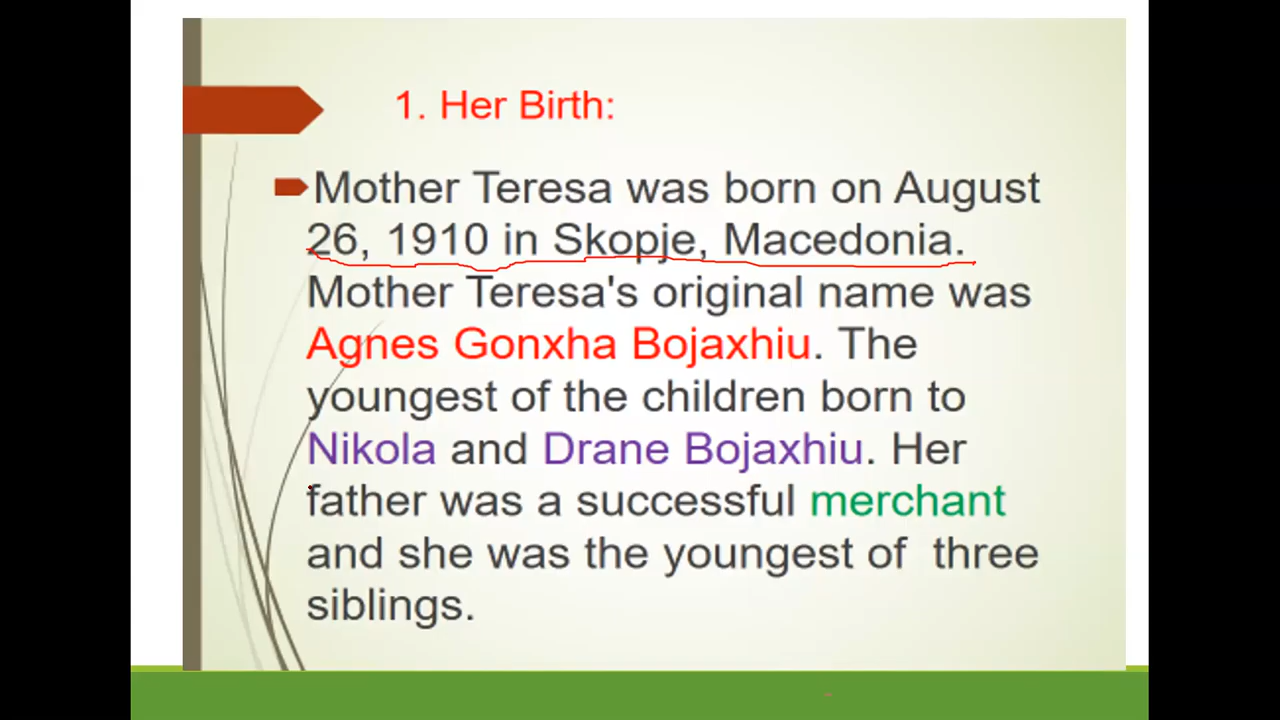 1. Her Birth:
Mother Teresa was born on August
26, 1910 in Skopje, Macedonia.
Mother Teresa's original name was
Agnes Gonxha Bojaxhiu. The
youngest of the children born to
Nikola and Drane Bojaxhiu. Her
father was a successful merchant
and she was the youngest of three
siblings.